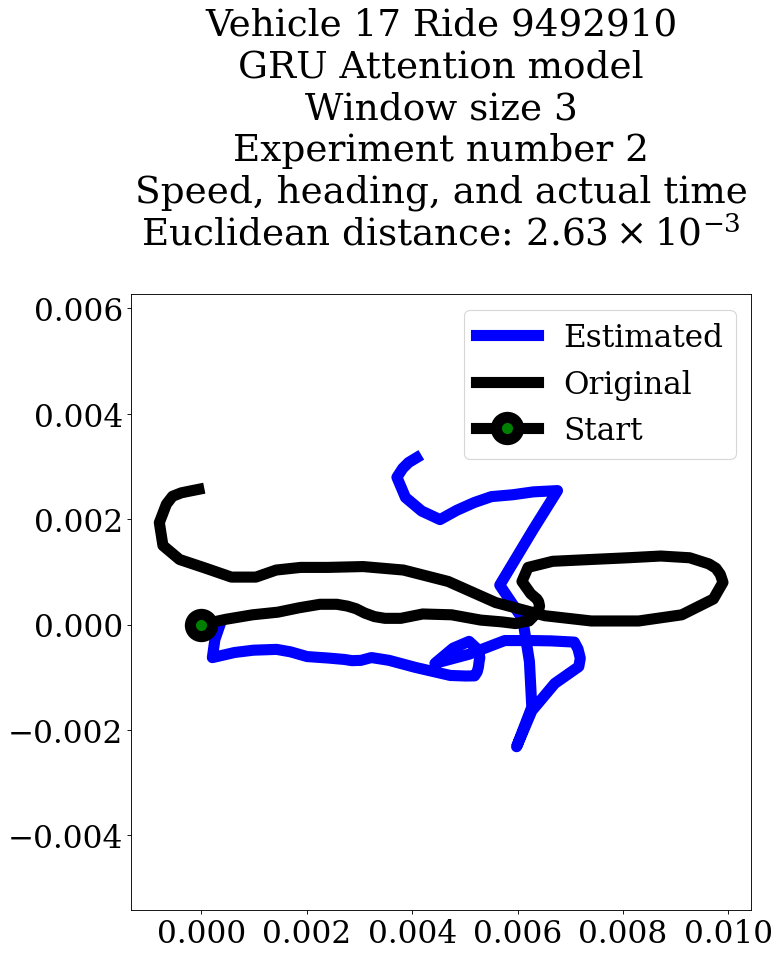 Vehicle 17 Ride 9492910
GRU Attention model
Window size 3
Experiment number 2
Speed, heading, and actual time
Euclidean distance: 2.63 × 10⁻³
0.006
Estimated
Original
Start
0.004
0.002
0.000
−0.002
−0.004
0.000 0.002 0.004 0.006 0.008 0.010